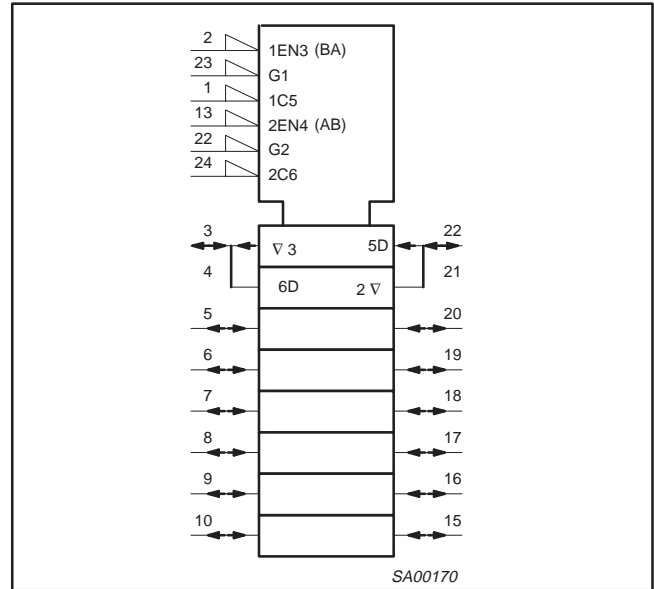 2 1EN3 (BA)
23 G1
1 1C5
13 2EN4 (AB)
22 G2
24 2C6
3 ∇ 3 5D 22
4 6D 2 ∇ 21
5 20
6 19
7 18
8 17
9 16
10 15
SA00170